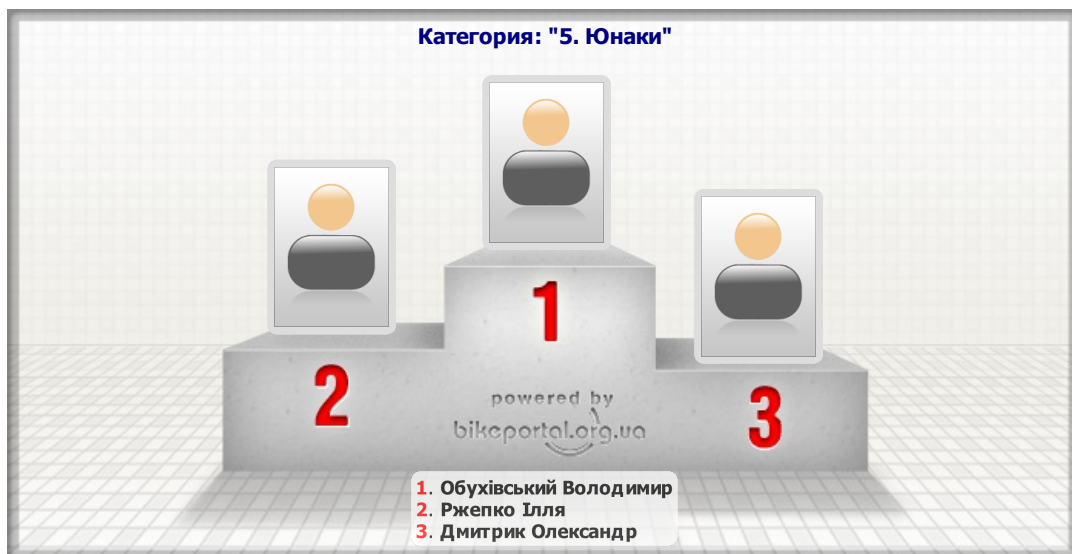 Категория: "5. Юнаки"
1
2
3
powered by
bikeportal.org.ua
1. Обухівський Володимир
2. Ржепко Ілля
3. Дмитрик Олександр